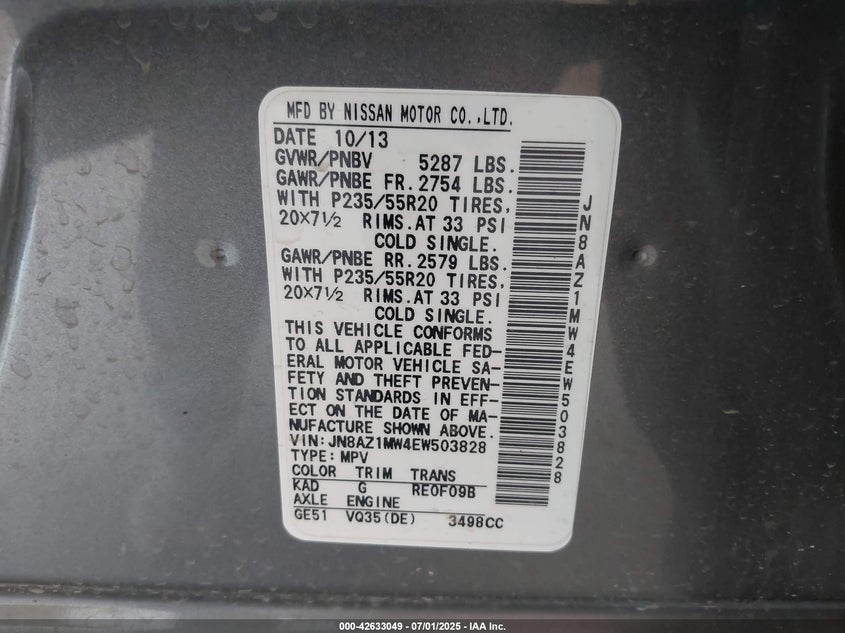 MFD BY NISSAN MOTOR CO.,LTD.
DATE 10/13
GVWR/PNBV 5287 LBS.
GAWR/PNBE FR.2754 LBS.
WITH P235/55R20 TIRES,
20×7½ RIMS.AT 33 PSI
COLD SINGLE.
GAWR/PNBE RR.2579 LBS.
WITH P235/55R20 TIRES,
20×7½ RIMS.AT 33 PSI
COLD SINGLE.
THIS VEHICLE CONFORMS
TO ALL APPLICABLE FED-
ERAL MOTOR VEHICLE SA-
FETY AND THEFT PREVEN-
TION STANDARDS IN EFF-
ECT ON THE DATE OF MA-
NUFACTURE SHOWN ABOVE.
VIN:JN8AZ1MW4EW503828
TYPE:MPV
COLOR TRIM TRANS
KAD G RE0F09B
AXLE ENGINE
GE51 VQ35(DE) 3498CC
JN8AZ1MW4EW503828
000-42633049 - 07/01/2025 - IAA Inc.